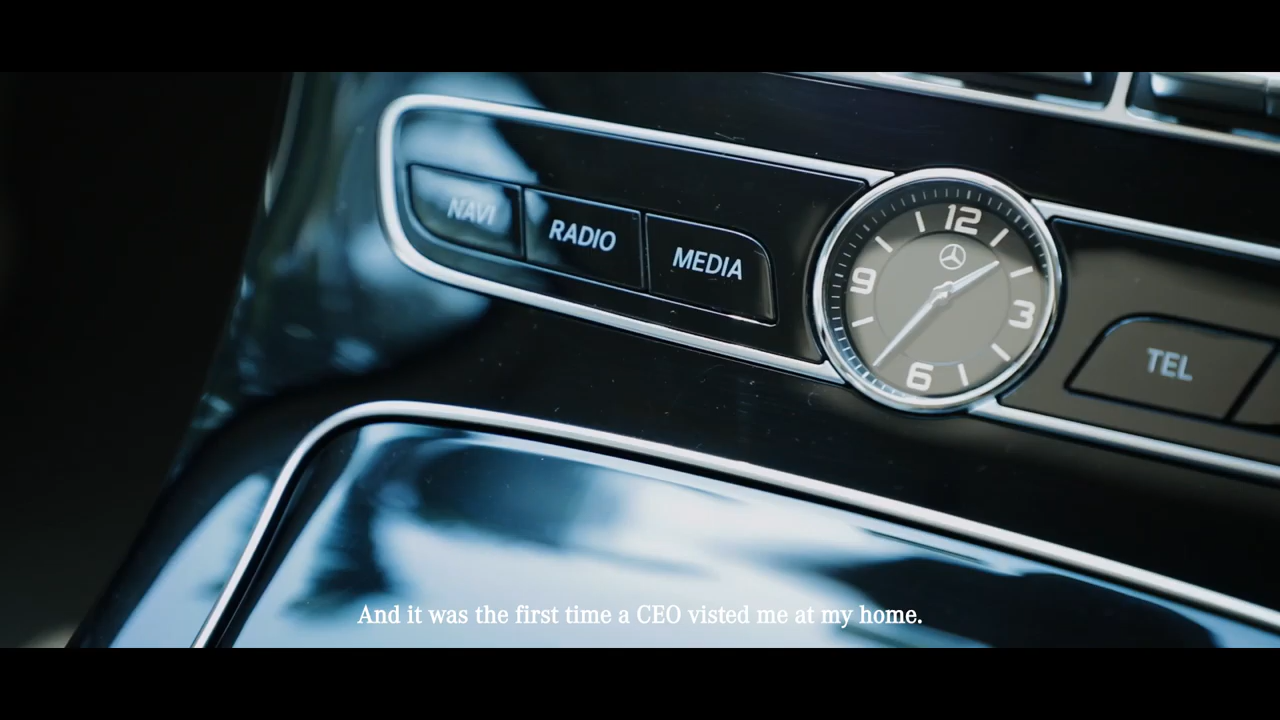 NAVI
RADIO
MEDIA
12
9
3
6
TEL
And it was the first time a CEO visted me at my home.